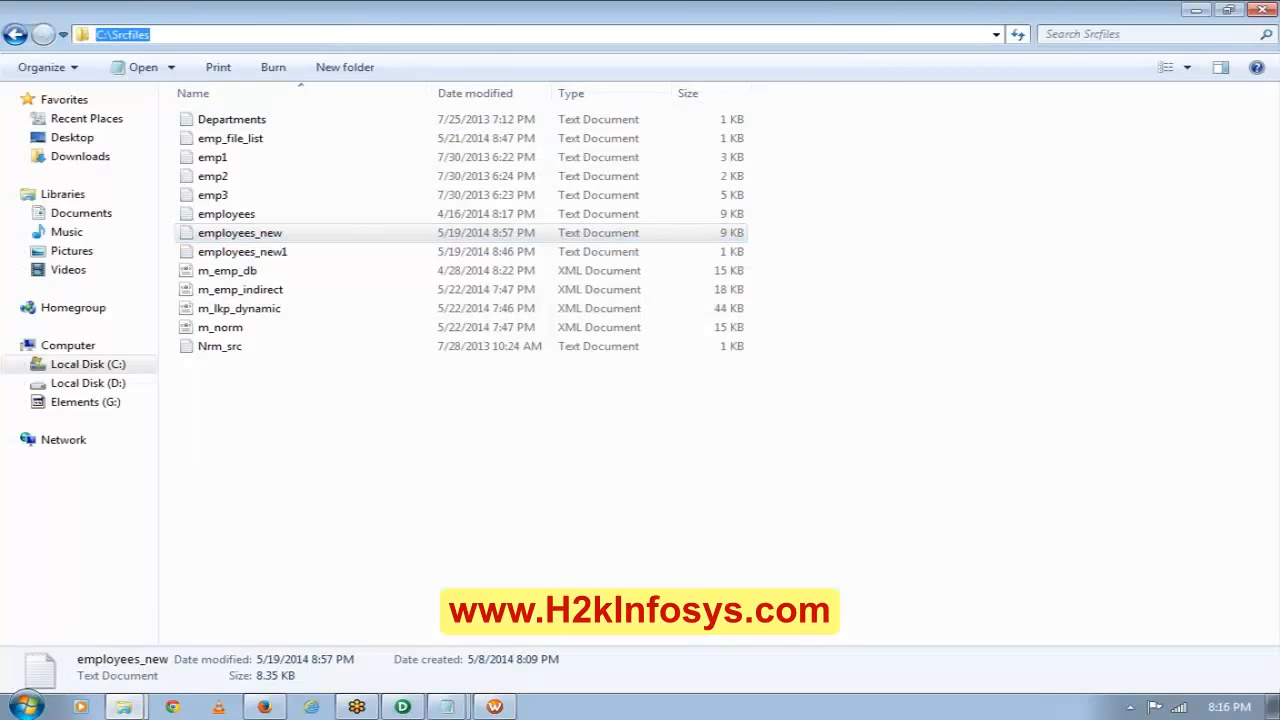 C:\Srcfiles
Search Srcfiles
Organize Open Print Burn New folder
Name Date modified Type Size
Favorites
Recent Places
Desktop
Downloads
Libraries
Documents
Music
Pictures
Videos
Homegroup
Computer
Local Disk (C:)
Local Disk (D:)
Elements (G:)
Network
Departments 7/25/2013 7:12 PM Text Document 1 KB
emp_file_list 5/21/2014 8:47 PM Text Document 1 KB
emp1 7/30/2013 6:22 PM Text Document 3 KB
emp2 7/30/2013 6:24 PM Text Document 2 KB
emp3 7/30/2013 6:23 PM Text Document 5 KB
employees 4/16/2014 8:17 PM Text Document 9 KB
employees_new 5/19/2014 8:57 PM Text Document 9 KB
employees_new1 5/19/2014 8:46 PM Text Document 1 KB
m_emp_db 4/28/2014 8:22 PM XML Document 15 KB
m_emp_indirect 5/22/2014 7:47 PM XML Document 18 KB
m_lkp_dynamic 5/22/2014 7:46 PM XML Document 44 KB
m_norm 5/22/2014 7:47 PM XML Document 15 KB
Nrm_src 7/28/2013 10:24 AM Text Document 1 KB
www.H2kInfosys.com
employees_new Date modified: 5/19/2014 8:57 PM Date created: 5/8/2014 8:09 PM
Text Document Size: 8.35 KB
8:16 PM